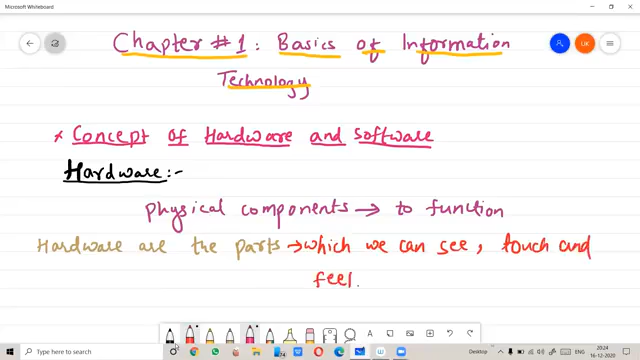 Microsoft Whiteboard
Chapter # 1 : Basics of Information
UK
Technology
* Concept of Hardware and Software
Hardware :-
Physical components → to function
Hardware are the parts → which we can see, touch and
feel.
Type here to search
Desktop
ENG
20:24
16-12-2020